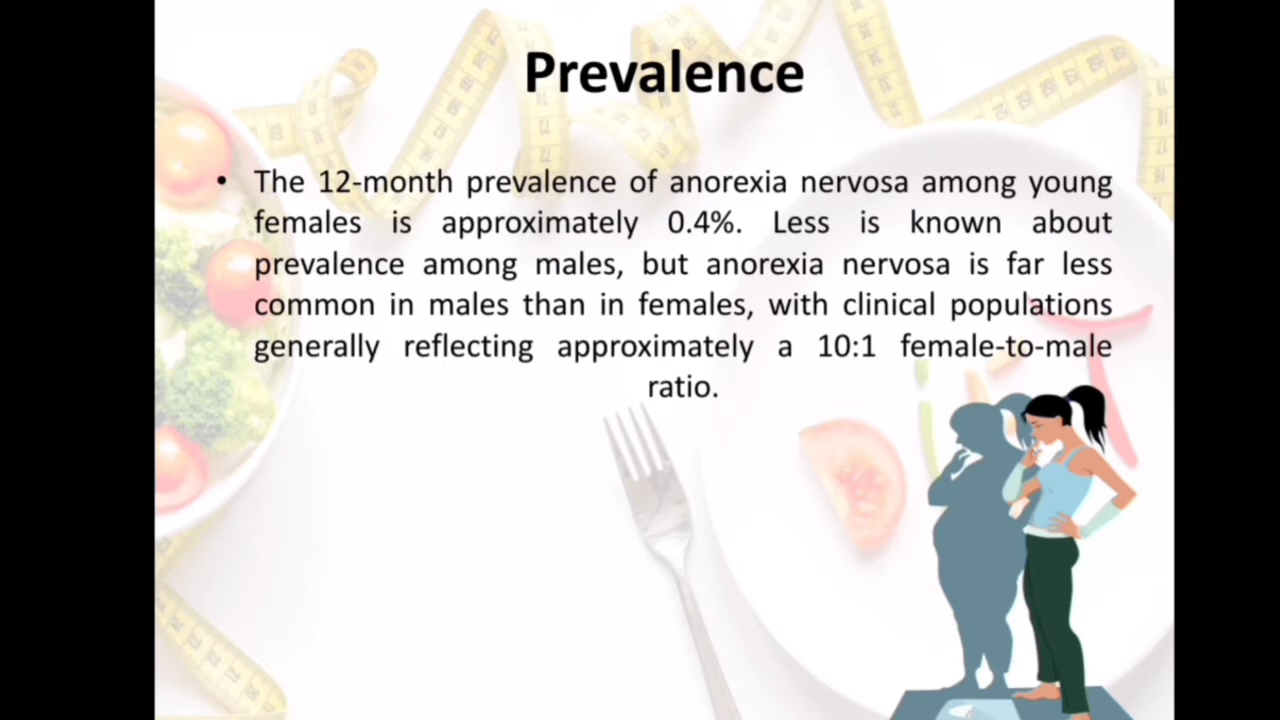 Prevalence
• The 12-month prevalence of anorexia nervosa among young
females is approximately 0.4%. Less is known about
prevalence among males, but anorexia nervosa is far less
common in males than in females, with clinical populations
generally reflecting approximately a 10:1 female-to-male
ratio.